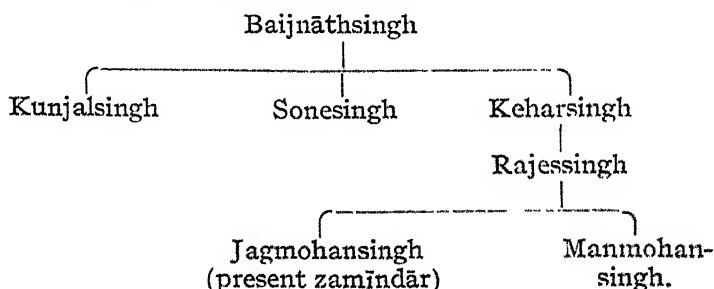 Baijnāthsingh
Kunjalsingh Sonesingh Keharsingh
Rajessingh
Jagmohansingh Manmohan-
(present zamīndār) singh.